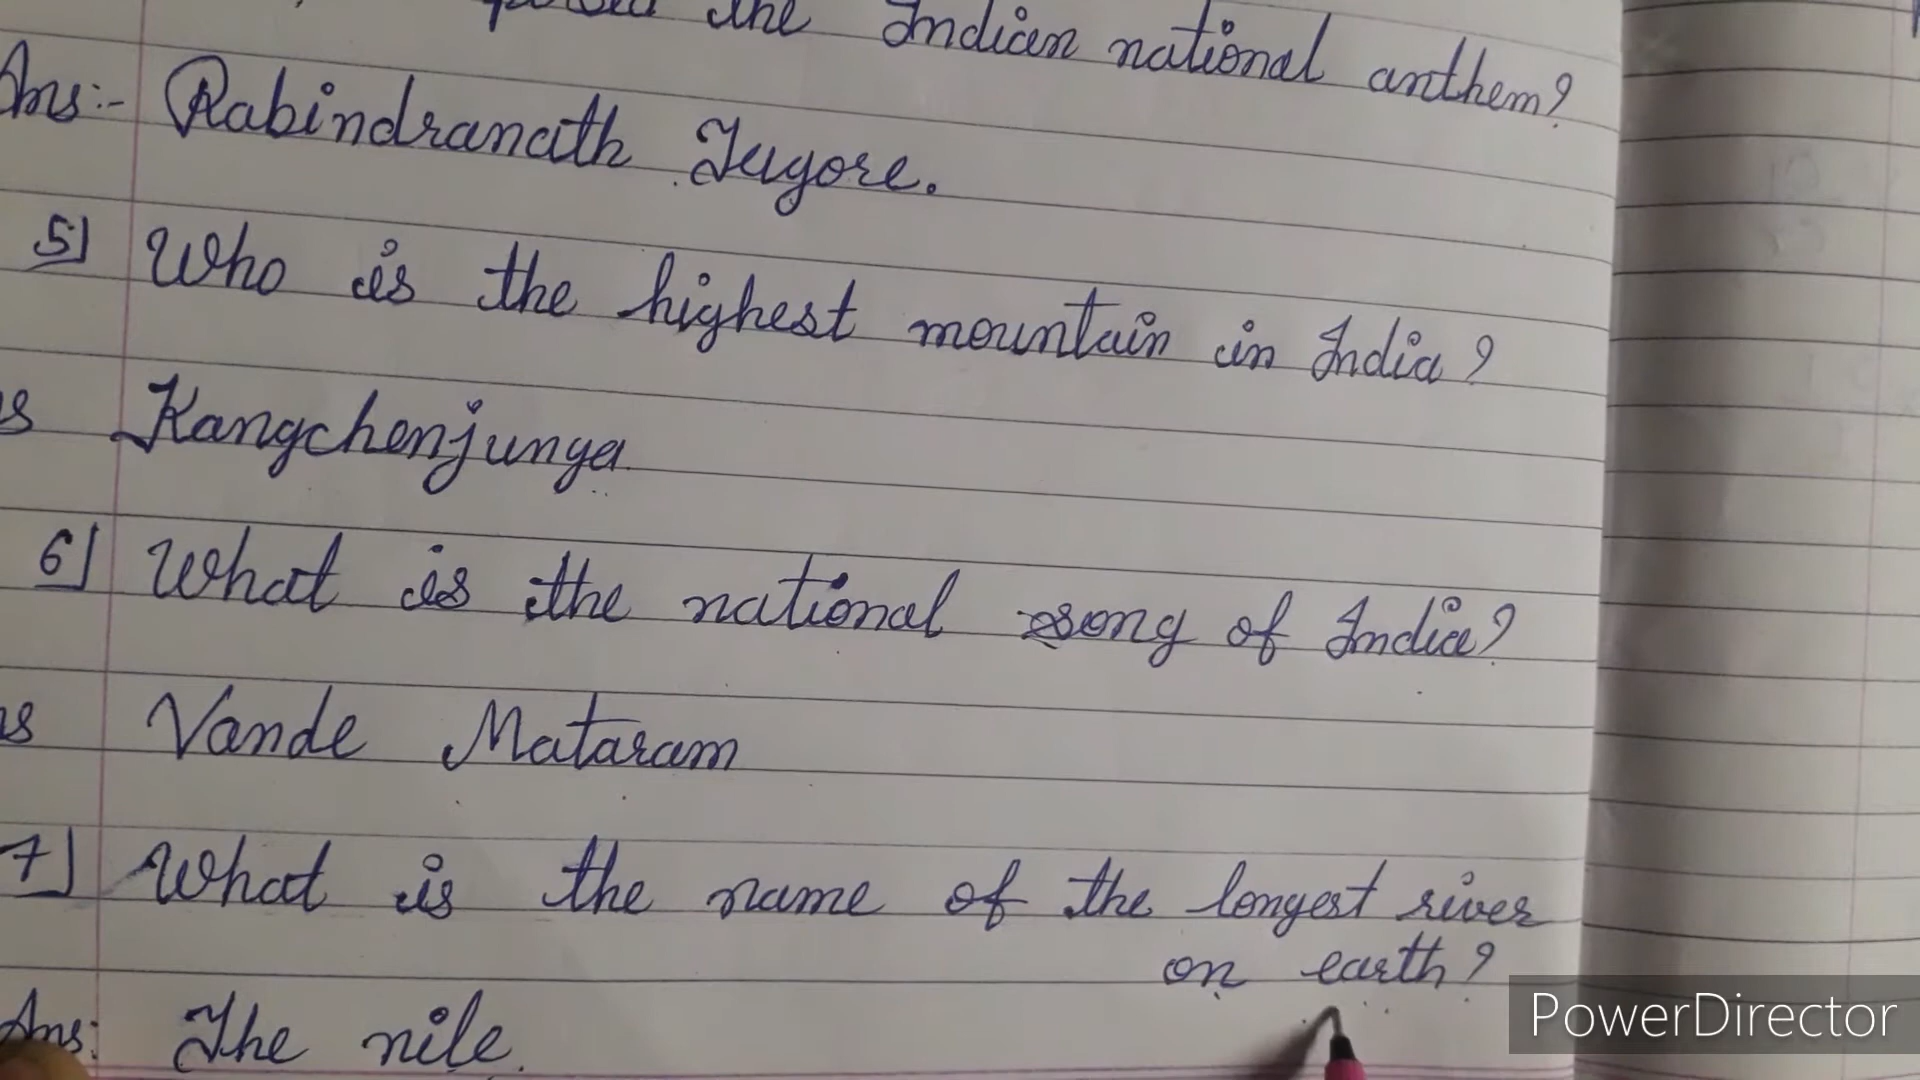 the Indian national anthem?
Ans:- Rabindranath Tugore.
5] Who is the highest mountain in India?
s Kangchenjunga
6] What is the national song of India?
is Vande Mataram
7] What is the name of the longest river
on earth?
Ans: The nile.
PowerDirector